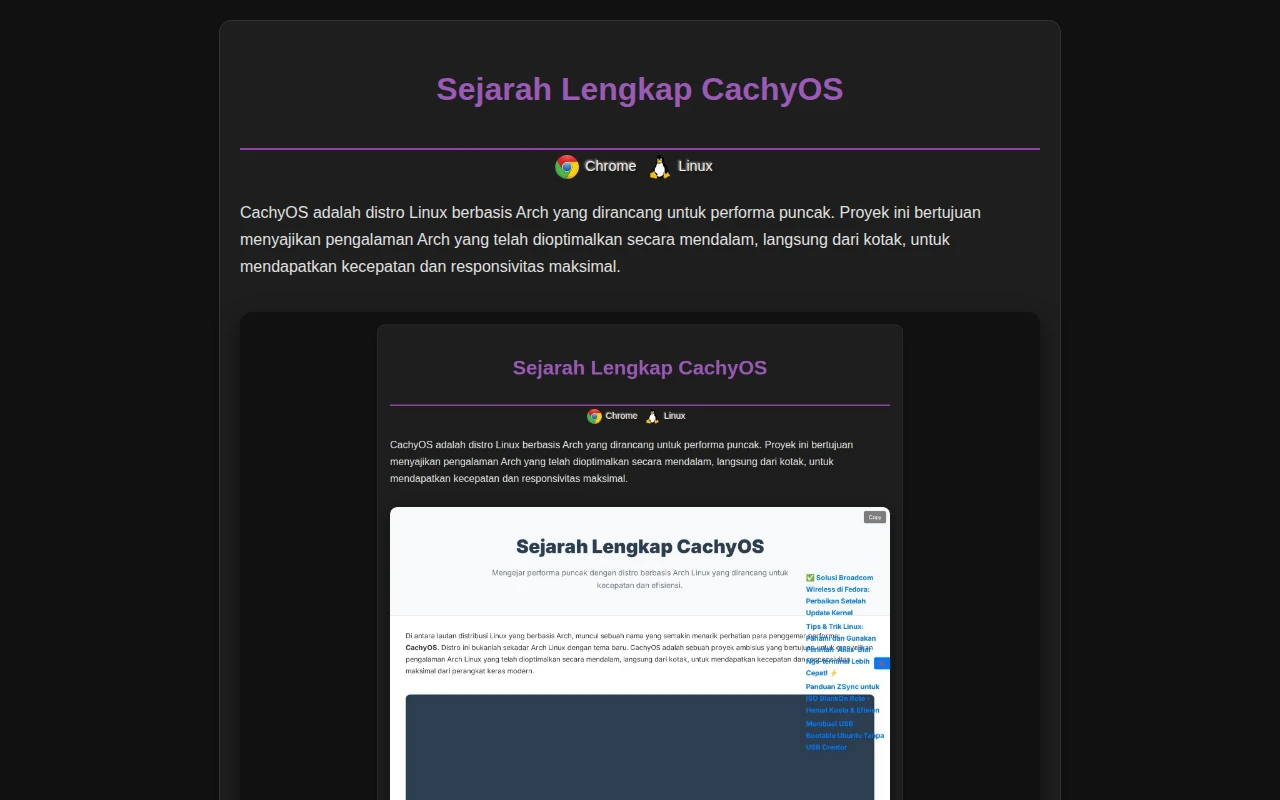 Sejarah Lengkap CachyOS
Chrome Linux
CachyOS adalah distro Linux berbasis Arch yang dirancang untuk performa puncak. Proyek ini bertujuan
menyajikan pengalaman Arch yang telah dioptimalkan secara mendalam, langsung dari kotak, untuk
mendapatkan kecepatan dan responsivitas maksimal.
Sejarah Lengkap CachyOS
Chrome Linux
CachyOS adalah distro Linux berbasis Arch yang dirancang untuk performa puncak. Proyek ini bertujuan
menyajikan pengalaman Arch yang telah dioptimalkan secara mendalam, langsung dari kotak, untuk
mendapatkan kecepatan dan responsivitas maksimal.
Copy
Sejarah Lengkap CachyOS
Mengejar performa puncak dengan distro berbasis Arch Linux yang dirancang untuk
kecepatan dan efisiensi.
Di antara lautan distribusi Linux yang berbasis Arch, muncul sebuah nama yang semakin menarik perhatian para penggemar performa:
CachyOS. Distro ini bukanlah sekadar Arch Linux dengan tema baru. CachyOS adalah sebuah proyek ambisius yang bertujuan untuk menyajikan
pengalaman Arch Linux yang telah dioptimalkan secara mendalam, langsung dari kotak, untuk mendapatkan kecepatan dan
maksimal dari perangkat keras modern.
✅ Solusi Broadcom
Wireless di Fedora:
Perbaikan Setelah
Update Kernel
Tips & Trik Linux:
Pahami dan Gunakan
Perintah 'Alias' Biar
Nge-terminal Lebih
Cepat! ⚡
Panduan ZSync untuk
ISO BlankOn Rote -
Hemat Kuota & Efisien
Membuat USB
Bootable Ubuntu Tanpa
USB Creator